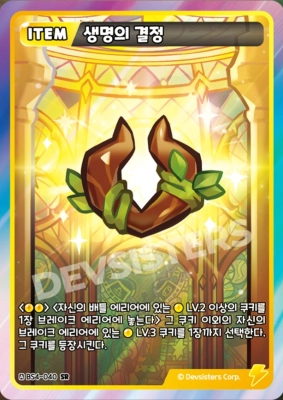 ITEM 생명의 결정
DEVSISTERS
<자신의 배틀 에리어에 있는 LV.2 이상의 쿠키를
1장 브레이크 에리어에 놓는다> 그 쿠키 이외의 자신의
브레이크 에리어에 있는 LV.3 쿠키를 1장까지 선택한다.
그 쿠키를 등장시킨다.
BS4-040 SR
© Devsisters Corp.